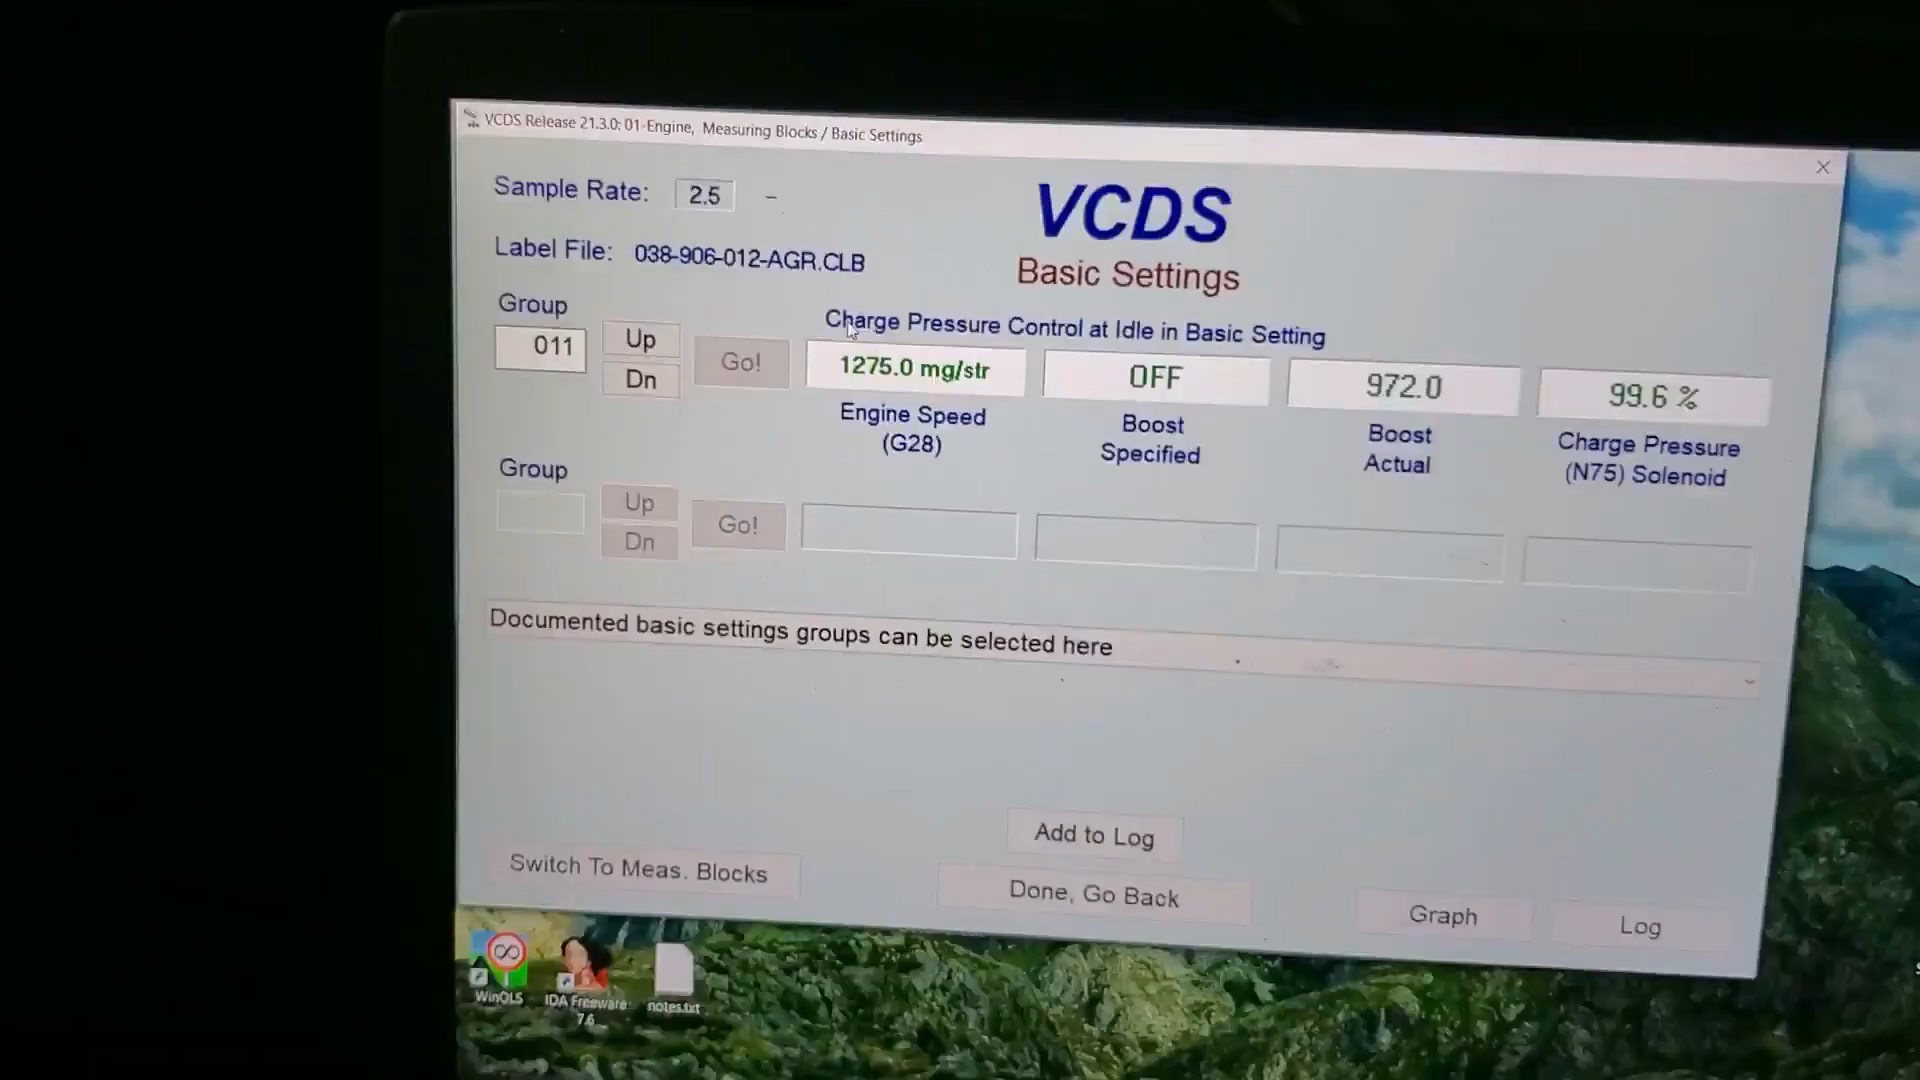 VCDS Release 21.3.0: 01-Engine, Measuring Blocks / Basic Settings
Sample Rate: 2.5 –
VCDS
Label File: 038-906-012-AGR.CLB
Basic Settings
Group
Charge Pressure Control at Idle in Basic Setting
011
Up
Dn
Go!
1275.0 mg/str
OFF
972.0
99.6 %
Engine Speed
(G28)
Boost
Specified
Boost
Actual
Charge Pressure
(N75) Solenoid
Group
Up
Dn
Go!
Documented basic settings groups can be selected here
Add to Log
Switch To Meas. Blocks
Done, Go Back
Graph
Log
WinOLS
IDA Freeware
7.6
notes.txt